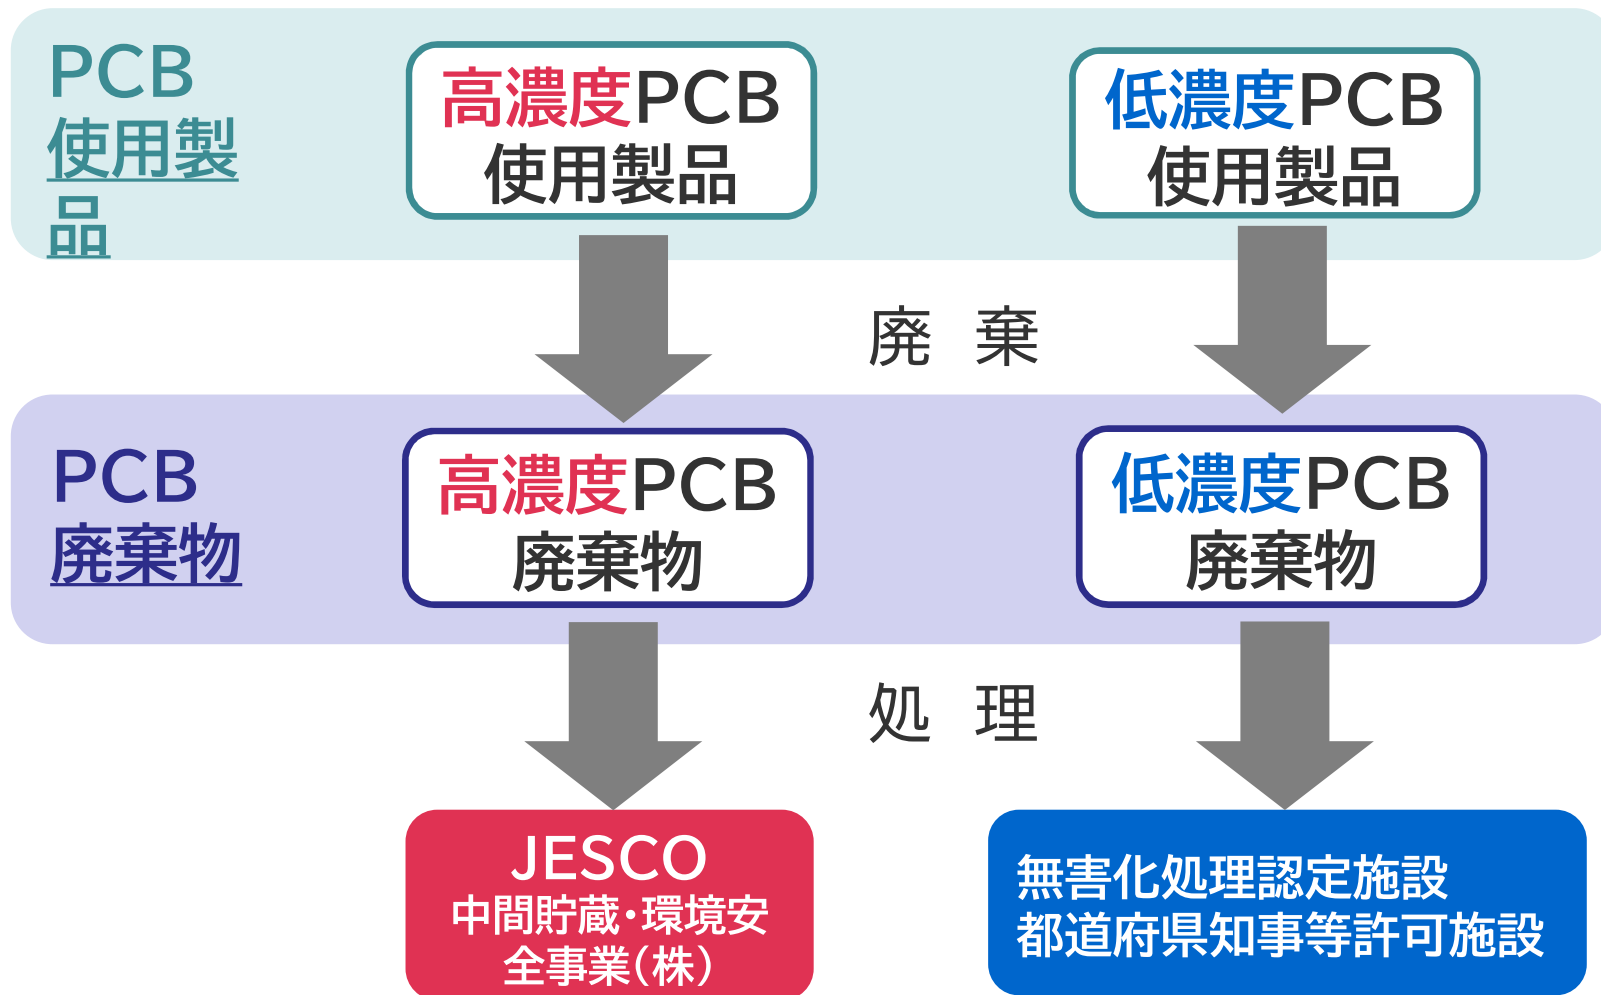 PCB
使用製
品
高濃度PCB
使用製品
低濃度PCB
使用製品
廃 棄
PCB
廃棄物
高濃度PCB
廃棄物
低濃度PCB
廃棄物
処 理
JESCO
中間貯蔵・環境安
全事業（株）
無害化処理認定施設
都道府県知事等許可施設